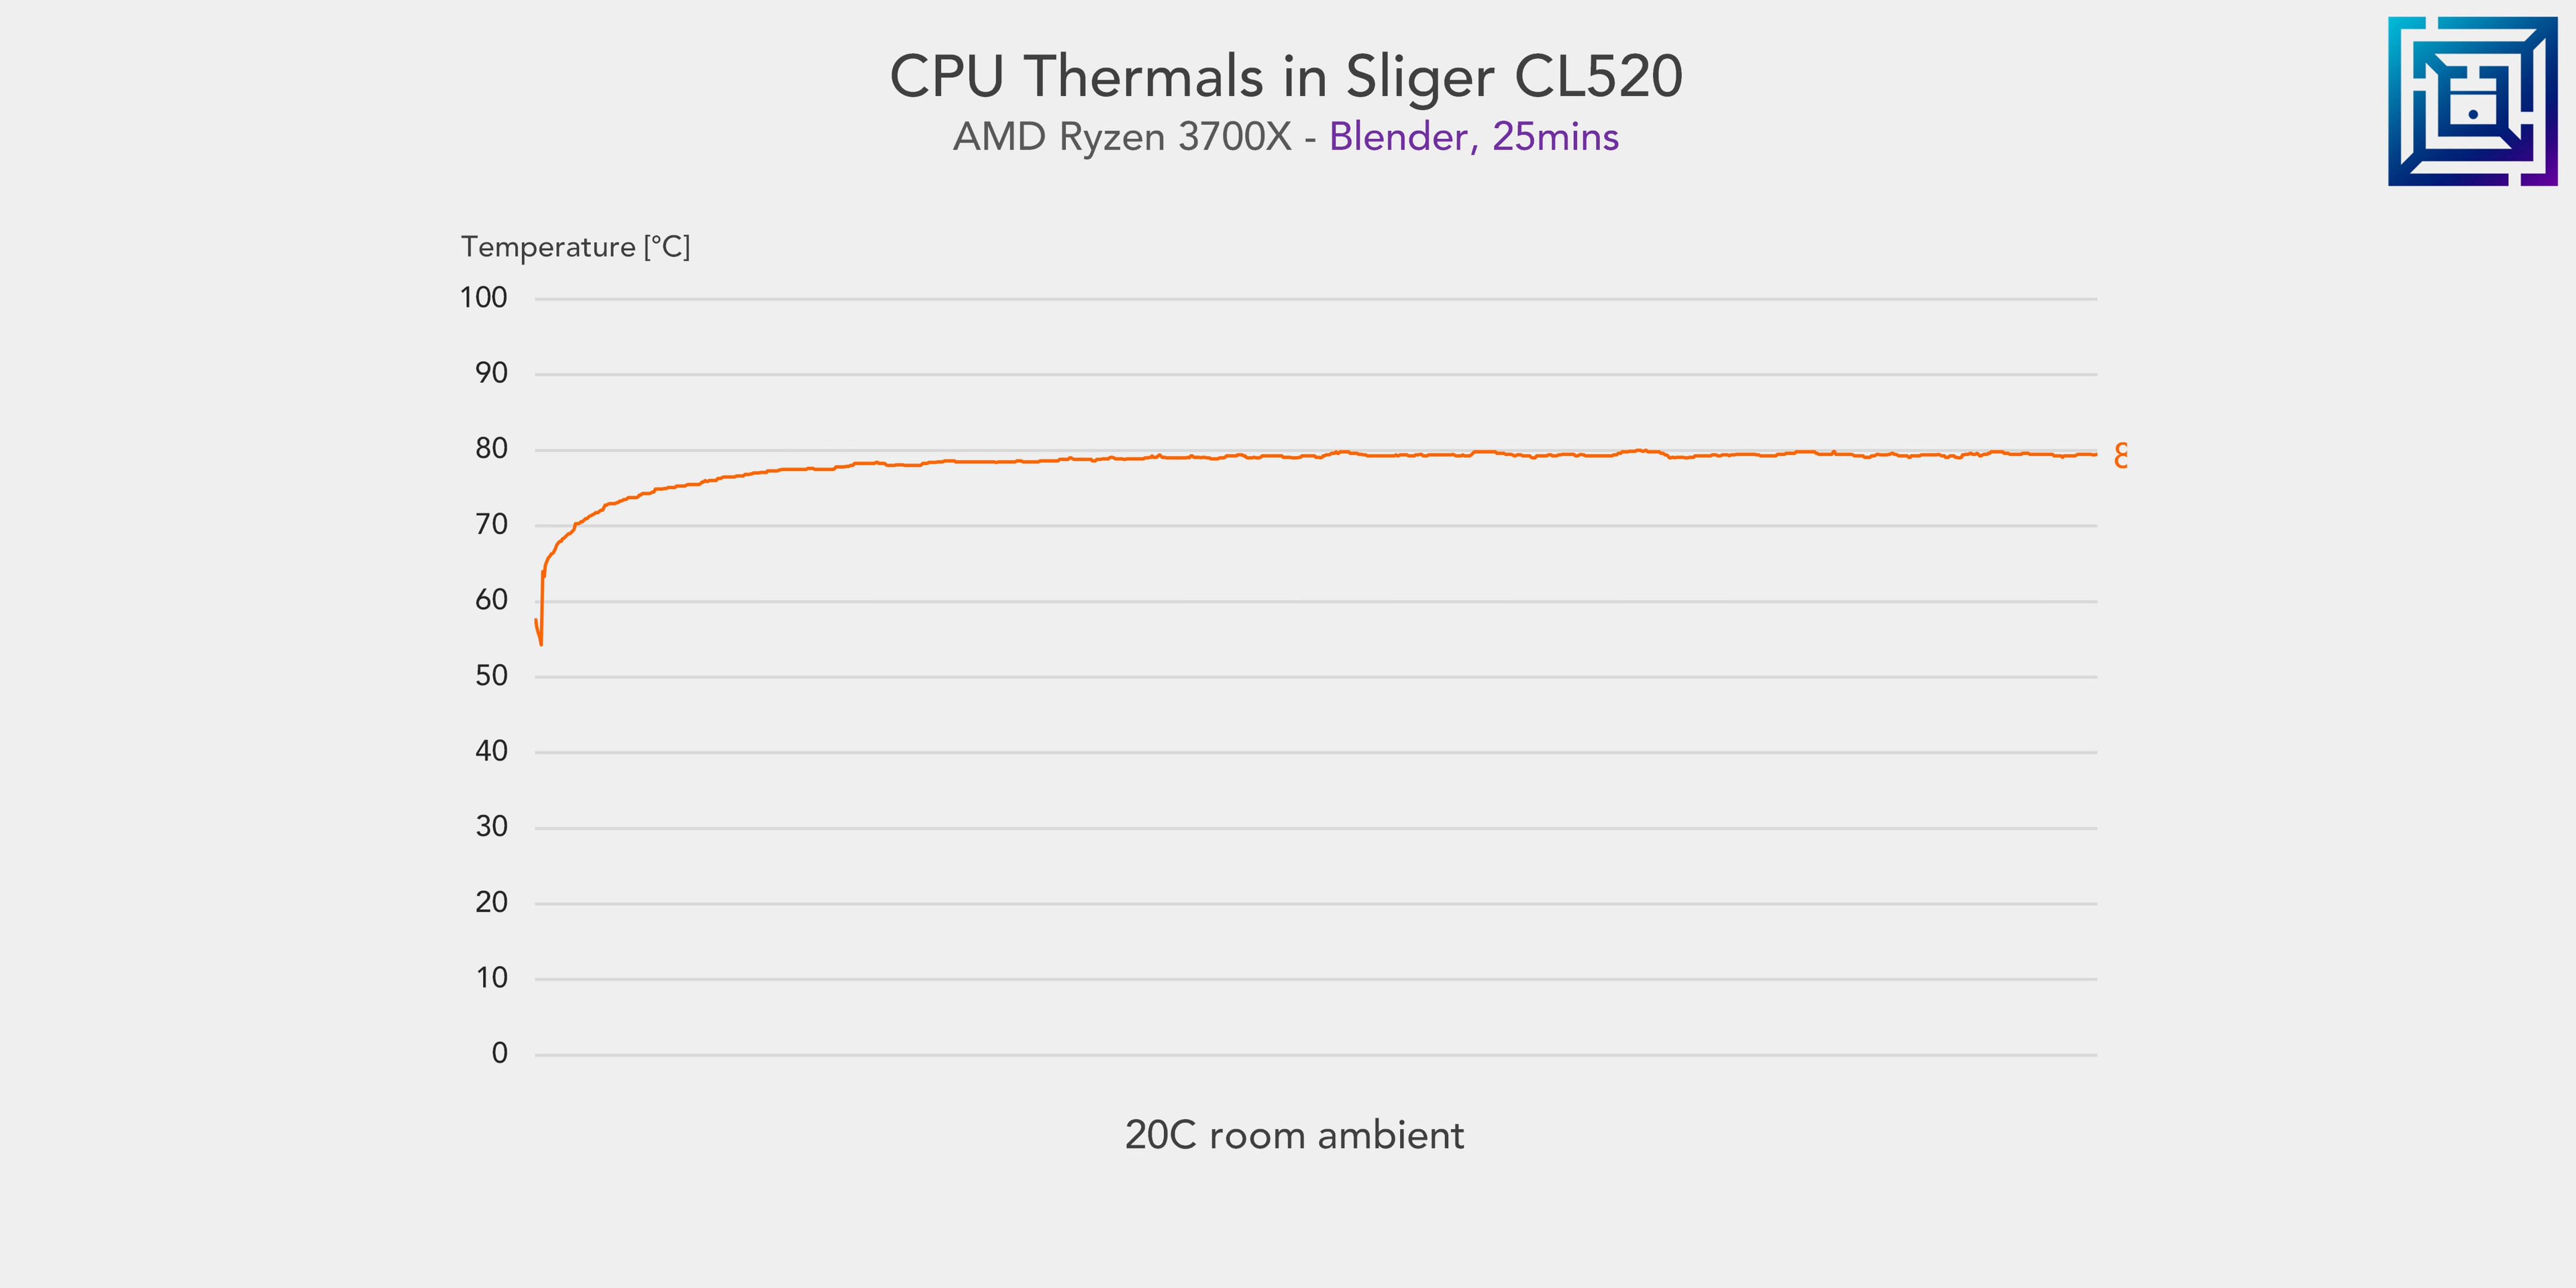 CPU Thermals in Sliger CL520
AMD Ryzen 3700X - Blender, 25mins
Temperature [°C]
100
90
80
70
60
50
40
30
20
10
0
20C room ambient